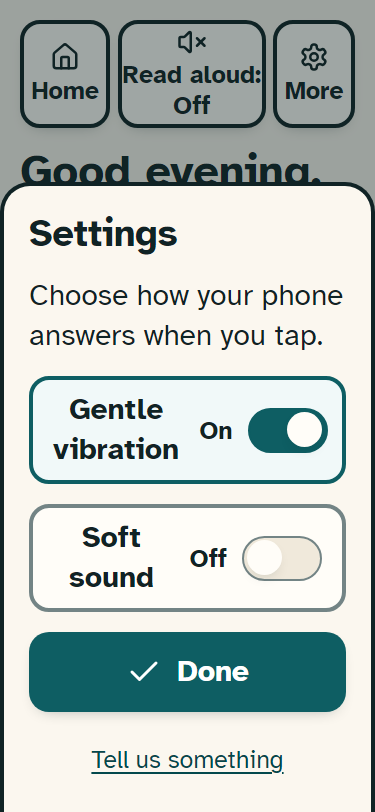 Home
Read aloud:
Off
More
Good evening.
Settings
Choose how your phone
answers when you tap.
Gentle
vibration
On
Soft
sound
Off
Done
Tell us something